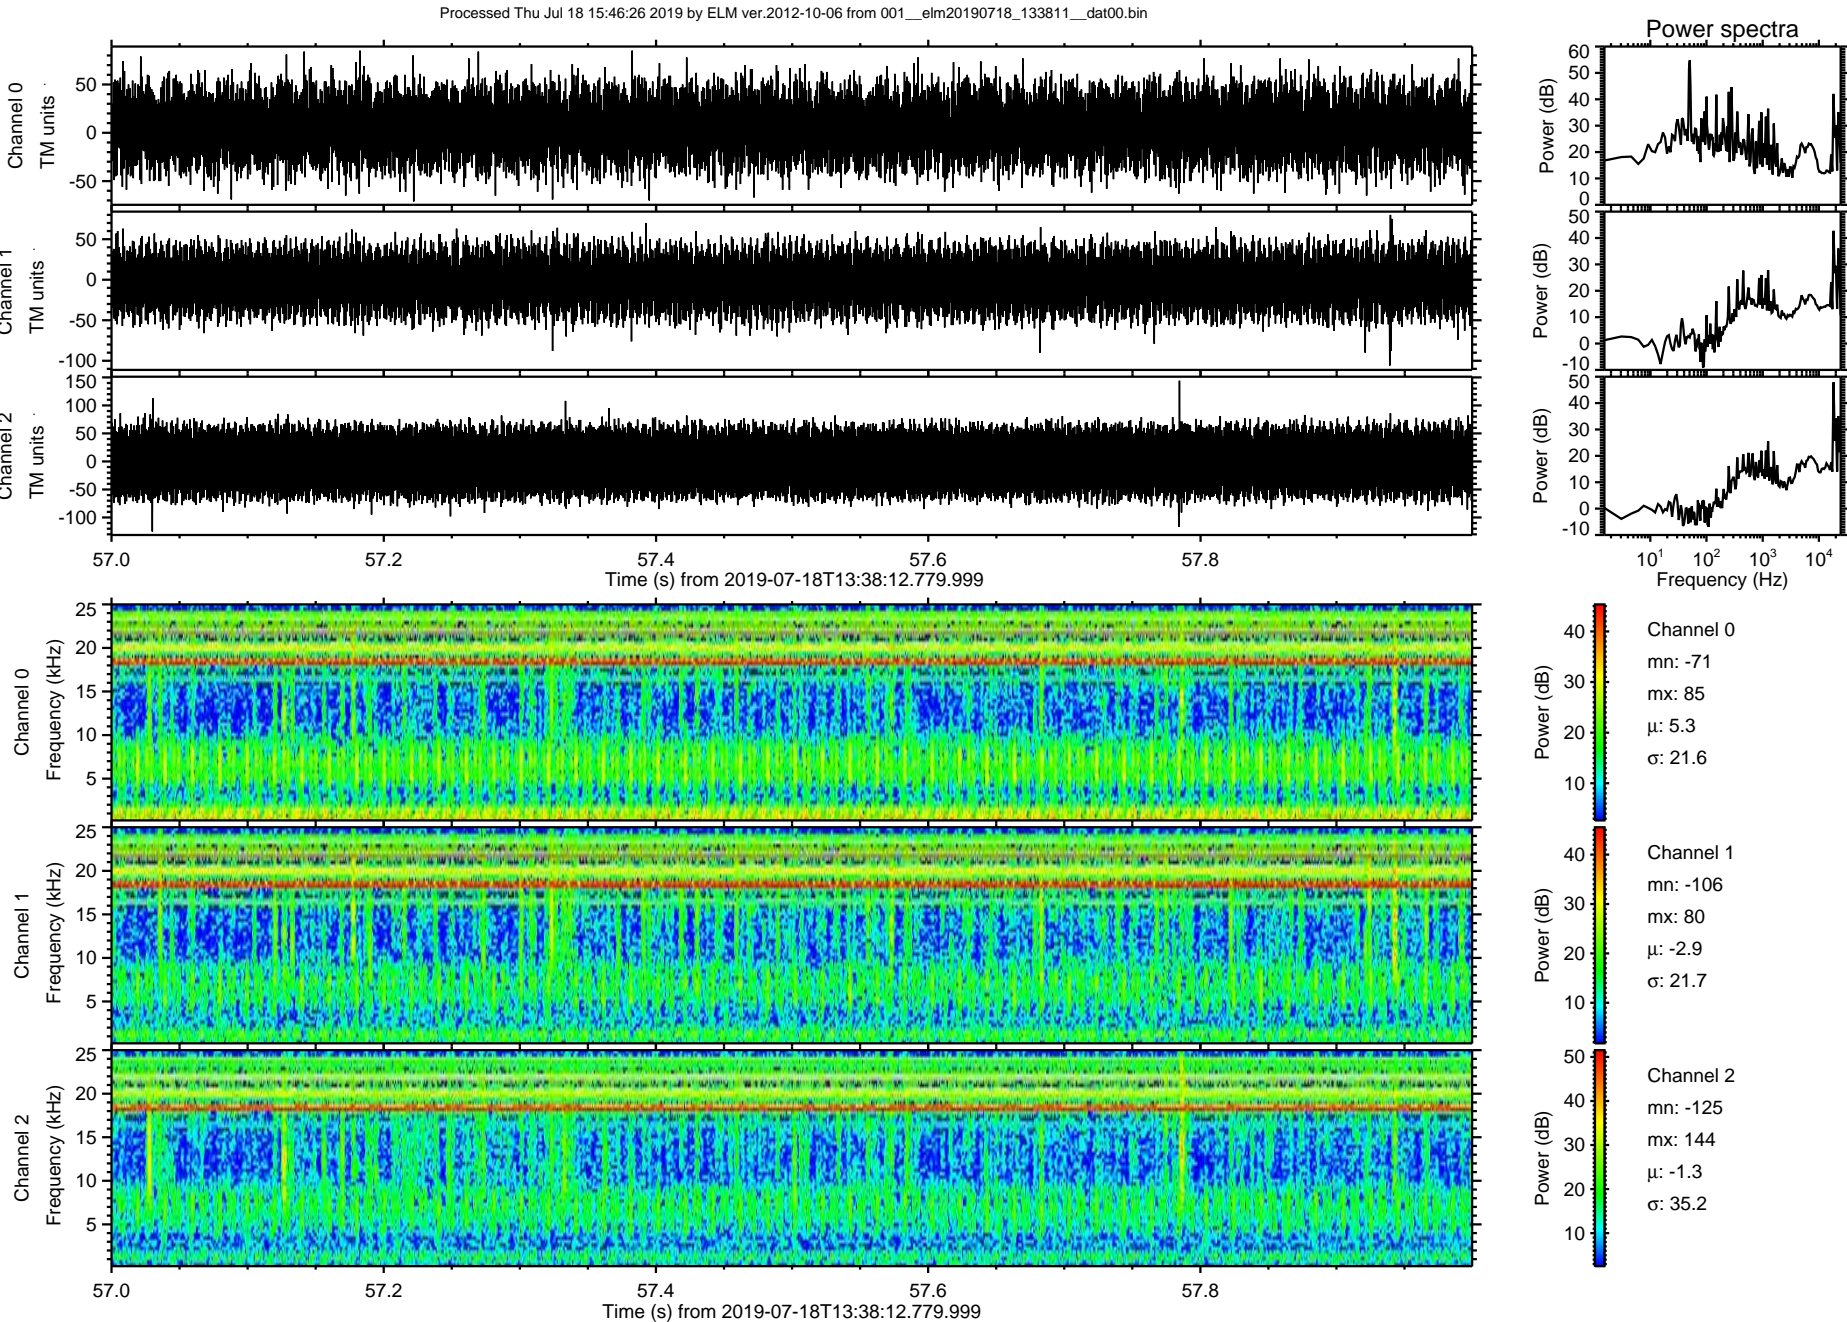 Processed Thu Jul 18 15:46:26 2019 by ELM ver.2012-10-06 from 001__elm20190718_133811__dat00.bin
Power spectra
Channel 0
TM units
50
0
-50
Power (dB)
60
50
40
30
20
10
0
Channel 1
TM units
50
0
-50
-100
Power (dB)
50
40
30
20
10
0
-10
Channel 2
TM units
150
100
50
0
-50
-100
Power (dB)
50
40
30
20
10
0
-10
57.0 57.2 57.4 57.6 57.8
Time (s) from 2019-07-18T13:38:12.779.999
10^1 10^2 10^3 10^4
Frequency (Hz)
Channel 0
Frequency (kHz)
25
20
15
10
5
Power (dB)
40
30
20
10
Channel 0
mn: -71
mx: 85
μ: 5.3
σ: 21.6
Channel 1
Frequency (kHz)
25
20
15
10
5
Power (dB)
40
30
20
10
Channel 1
mn: -106
mx: 80
μ: -2.9
σ: 21.7
Channel 2
Frequency (kHz)
25
20
15
10
5
Power (dB)
50
40
30
20
10
Channel 2
mn: -125
mx: 144
μ: -1.3
σ: 35.2
57.0 57.2 57.4 57.6 57.8
Time (s) from 2019-07-18T13:38:12.779.999